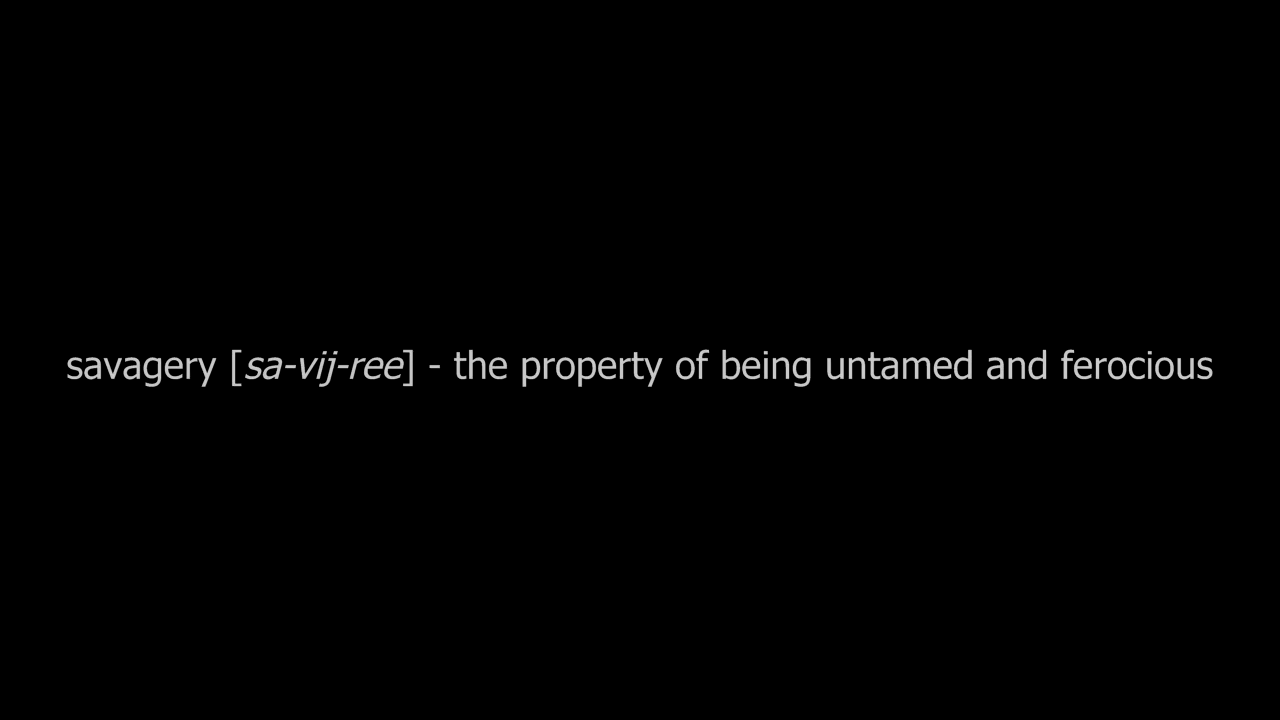 savagery [sa-vij-ree] - the property of being untamed and ferocious